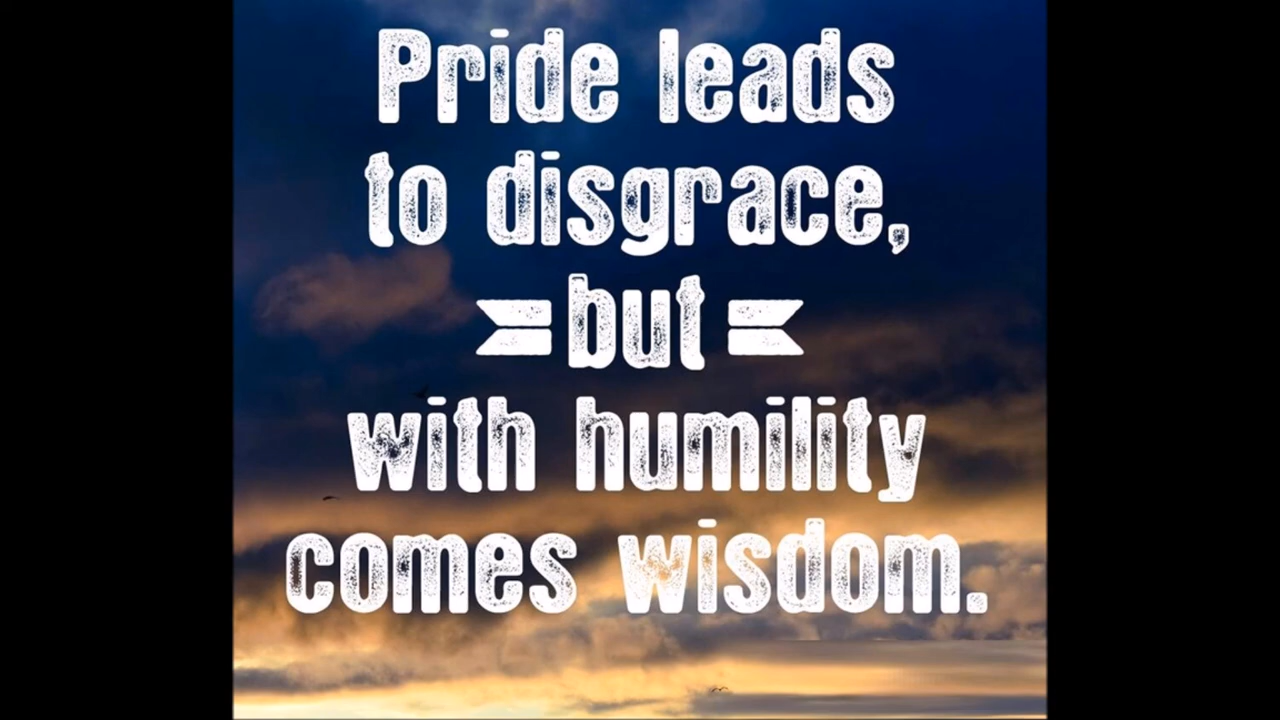 Pride leads
to disgrace,
but
with humility
comes wisdom.